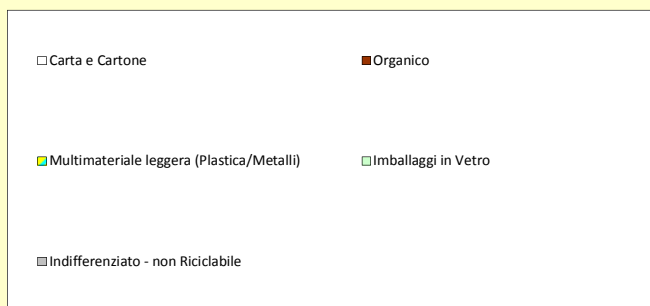 Carta e Cartone
Organico
Multimateriale leggera (Plastica/Metalli)
Imballaggi in Vetro
Indifferenziato - non Riciclabile